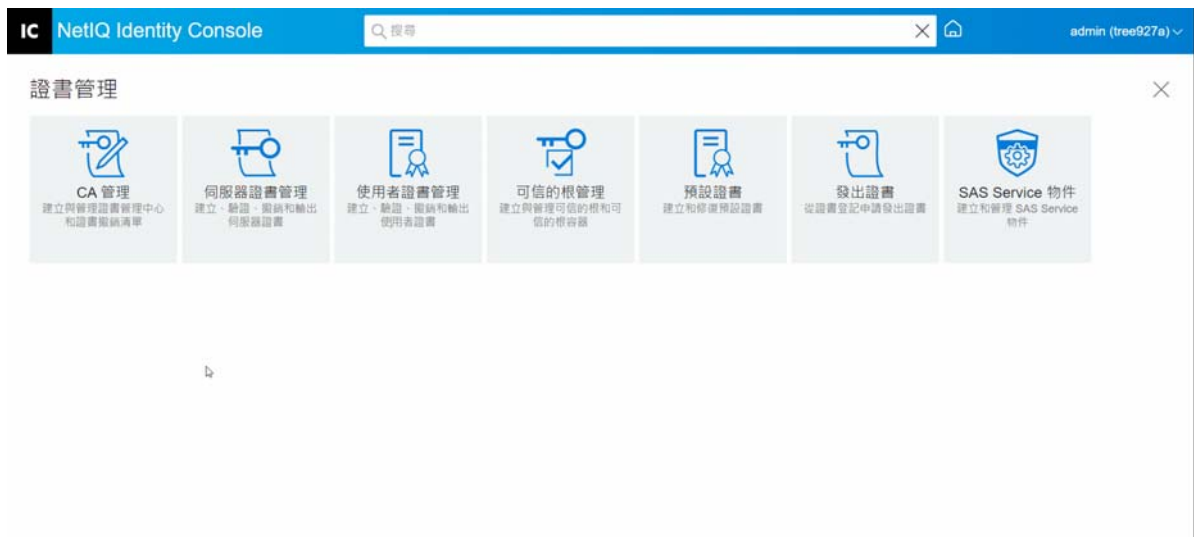 IC NetIQ Identity Console
搜尋
admin (tree927a)
證書管理
CA 管理
建立與管理證書管理中心
和證書撤銷清單
伺服器證書管理
建立、驗證、撤銷和輸出
伺服器證書
使用者證書管理
建立、驗證、撤銷和輸出
使用者證書
可信的根管理
建立與管理可信的根和可
信的根容器
預設證書
建立和修復預設證書
發出證書
從證書登記申請發出證書
SAS Service 物件
建立和管理 SAS Service
物件